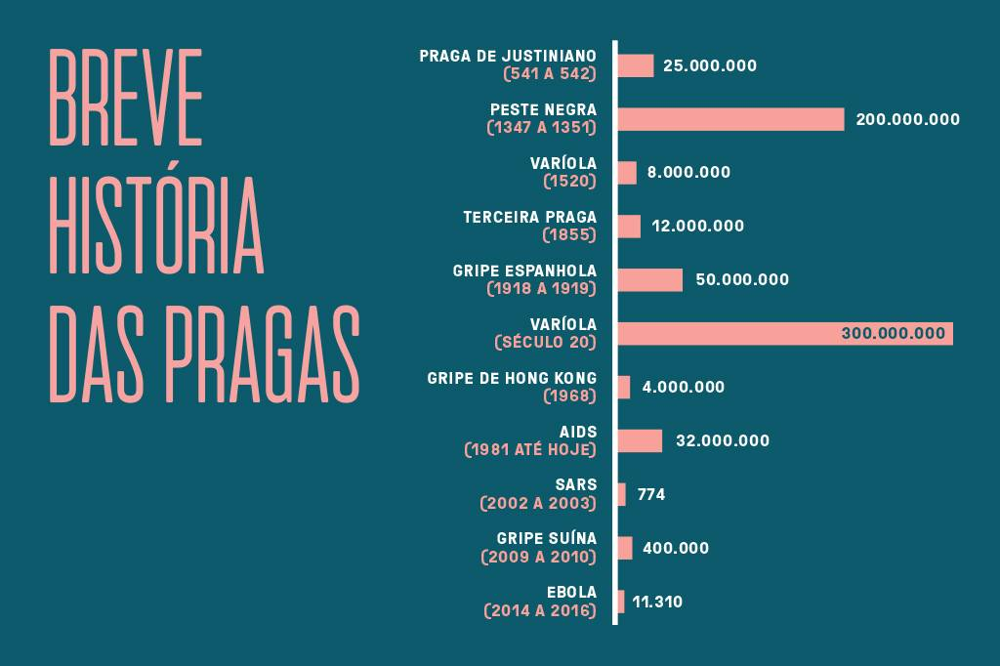 BREVE
HISTÓRIA
DAS PRAGAS
PRAGA DE JUSTINIANO
(541 A 542)
25.000.000
PESTE NEGRA
(1347 A 1351)
200.000.000
VARÍOLA
(1520)
8.000.000
TERCEIRA PRAGA
(1855)
12.000.000
GRIPE ESPANHOLA
(1918 A 1919)
50.000.000
VARÍOLA
(SÉCULO 20)
300.000.000
GRIPE DE HONG KONG
(1968)
4.000.000
AIDS
(1981 ATÉ HOJE)
32.000.000
SARS
(2002 A 2003)
774
GRIPE SUÍNA
(2009 A 2010)
400.000
EBOLA
(2014 A 2016)
11.310